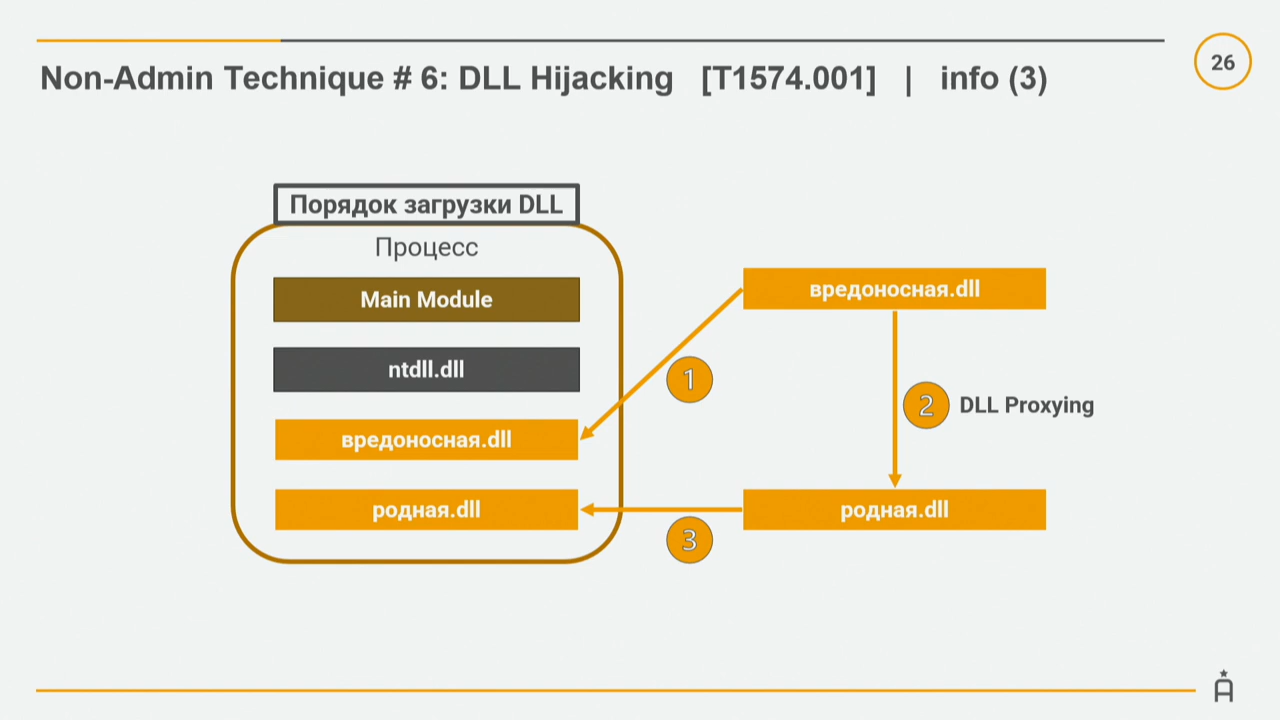 Non-Admin Technique # 6: DLL Hijacking [T1574.001] | info (3)
26
Порядок загрузки DLL
Процесс
Main Module
ntdll.dll
вредоносная.dll
родная.dll
вредоносная.dll
1
2
DLL Proxying
родная.dll
3